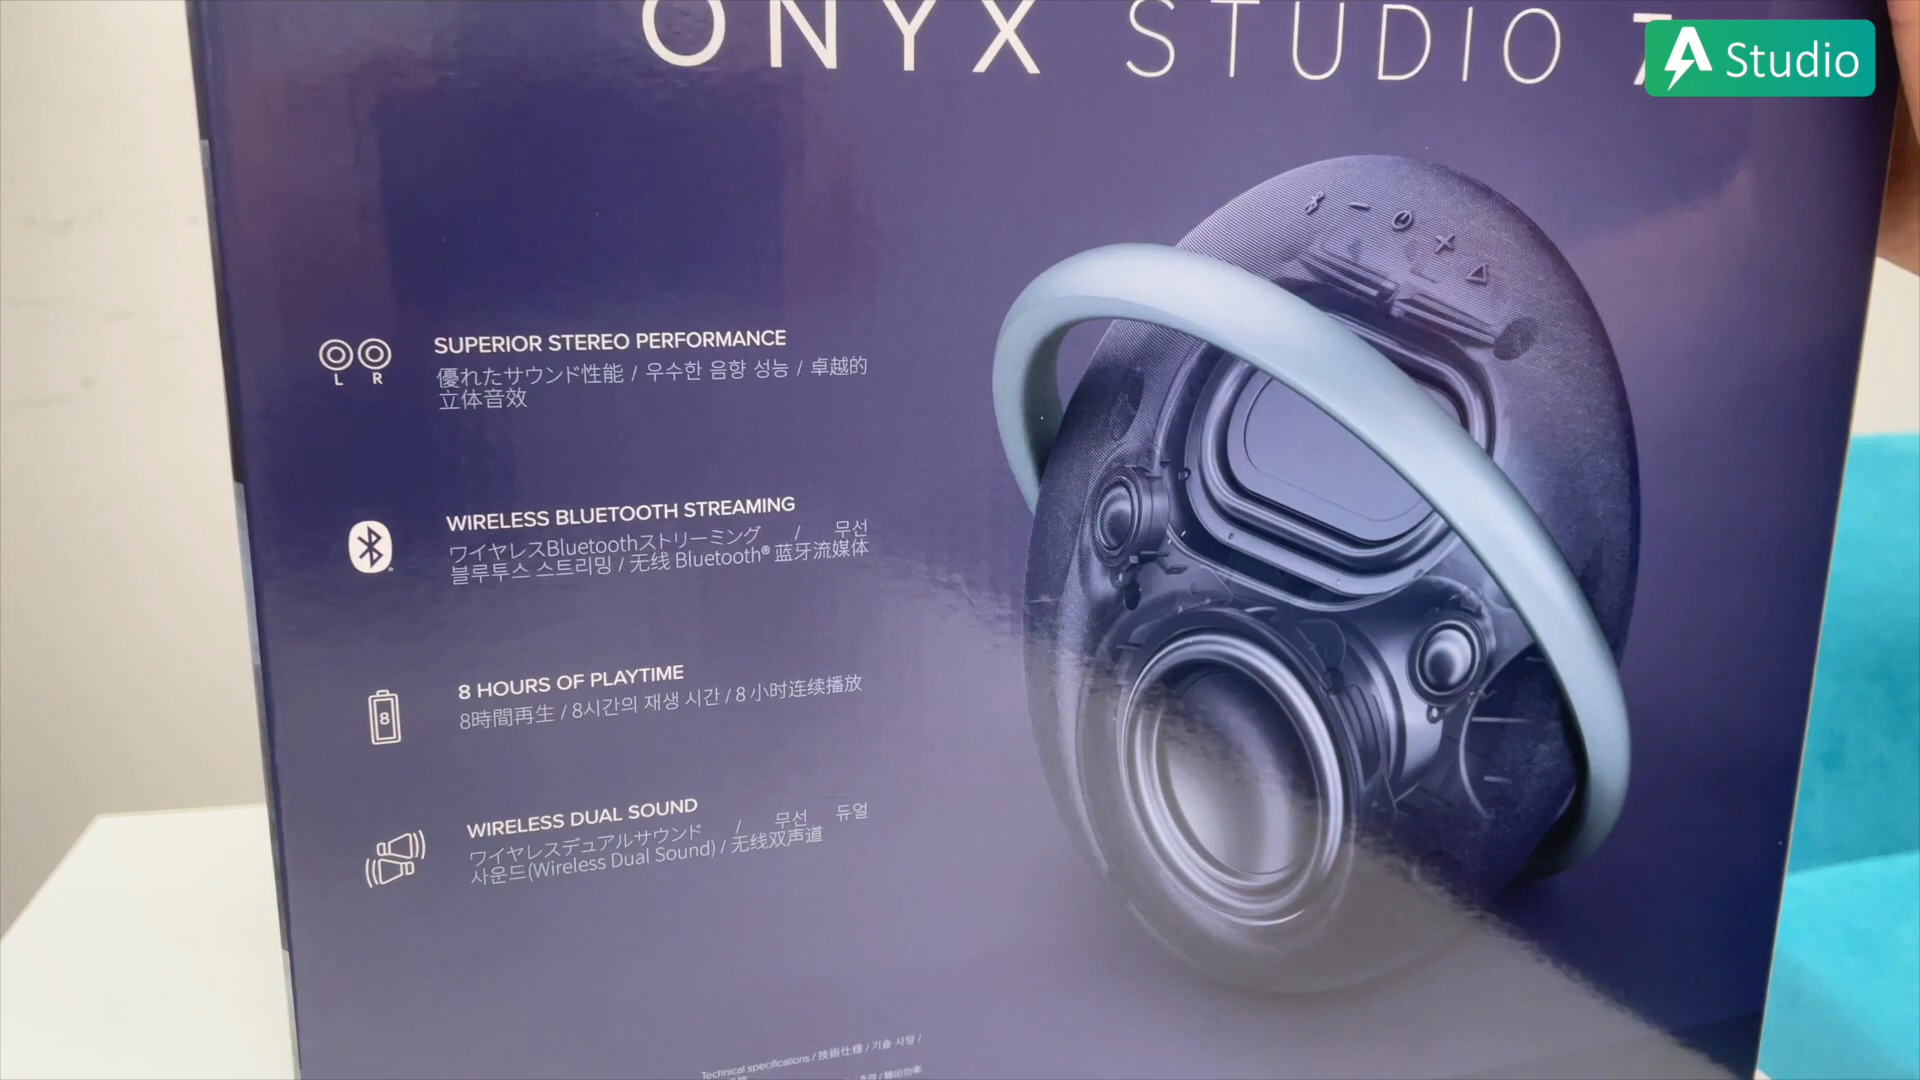 ONYX STUDIO 7
Studio
L R
SUPERIOR STEREO PERFORMANCE
優れたサウンド性能 / 우수한 음향 성능 / 卓越的
立体音效
WIRELESS BLUETOOTH STREAMING
ワイヤレスBluetoothストリーミング / 무선
블루투스 스트리밍 / 无线 Bluetooth® 蓝牙流媒体
8
8 HOURS OF PLAYTIME
8時間再生 / 8시간의 재생 시간 / 8 小时连续播放
WIRELESS DUAL SOUND
ワイヤレスデュアルサウンド / 무선 듀얼
사운드(Wireless Dual Sound) / 无线双声道
Technical specifications / 技術仕様 / 기술 사양 /
/ 输出功率